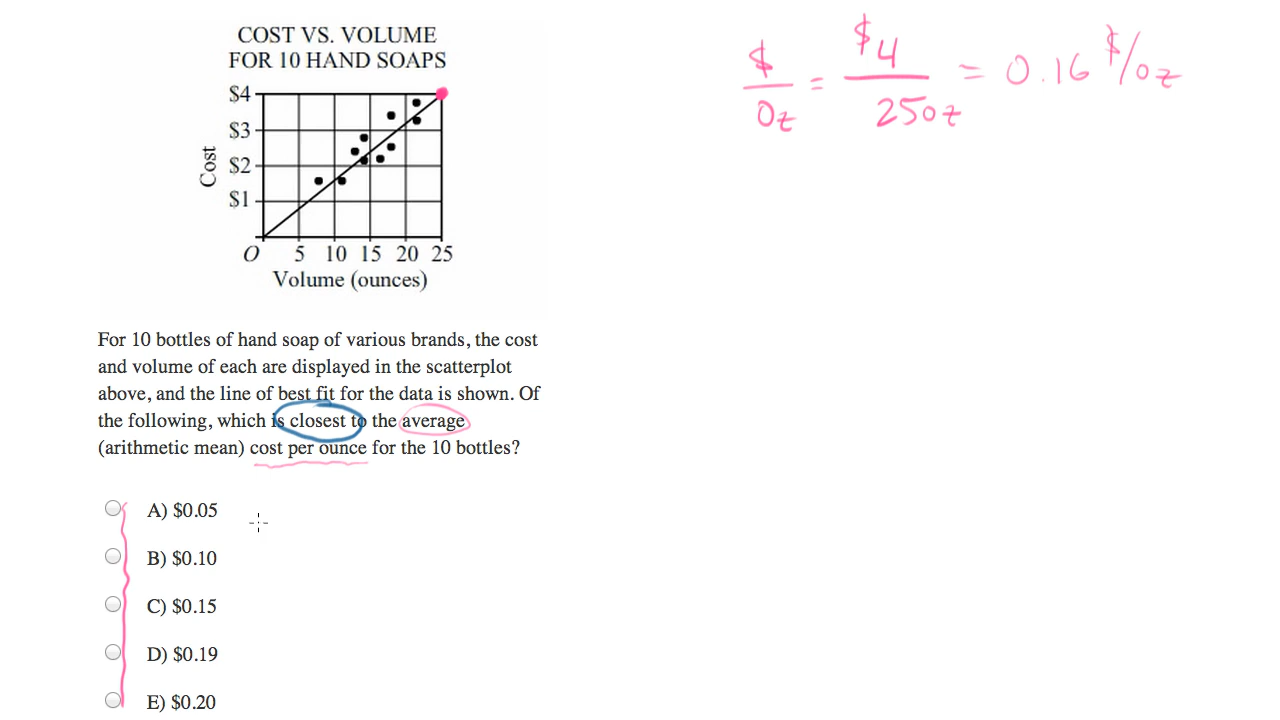 COST VS. VOLUME
FOR 10 HAND SOAPS
$4
$3
$2
$1
Cost
O 5 10 15 20 25
Volume (ounces)
$/oz = $4/25oz = 0.16 $/oz
For 10 bottles of hand soap of various brands, the cost
and volume of each are displayed in the scatterplot
above, and the line of best fit for the data is shown. Of
the following, which is closest to the average
(arithmetic mean) cost per ounce for the 10 bottles?
A) $0.05
B) $0.10
C) $0.15
D) $0.19
E) $0.20